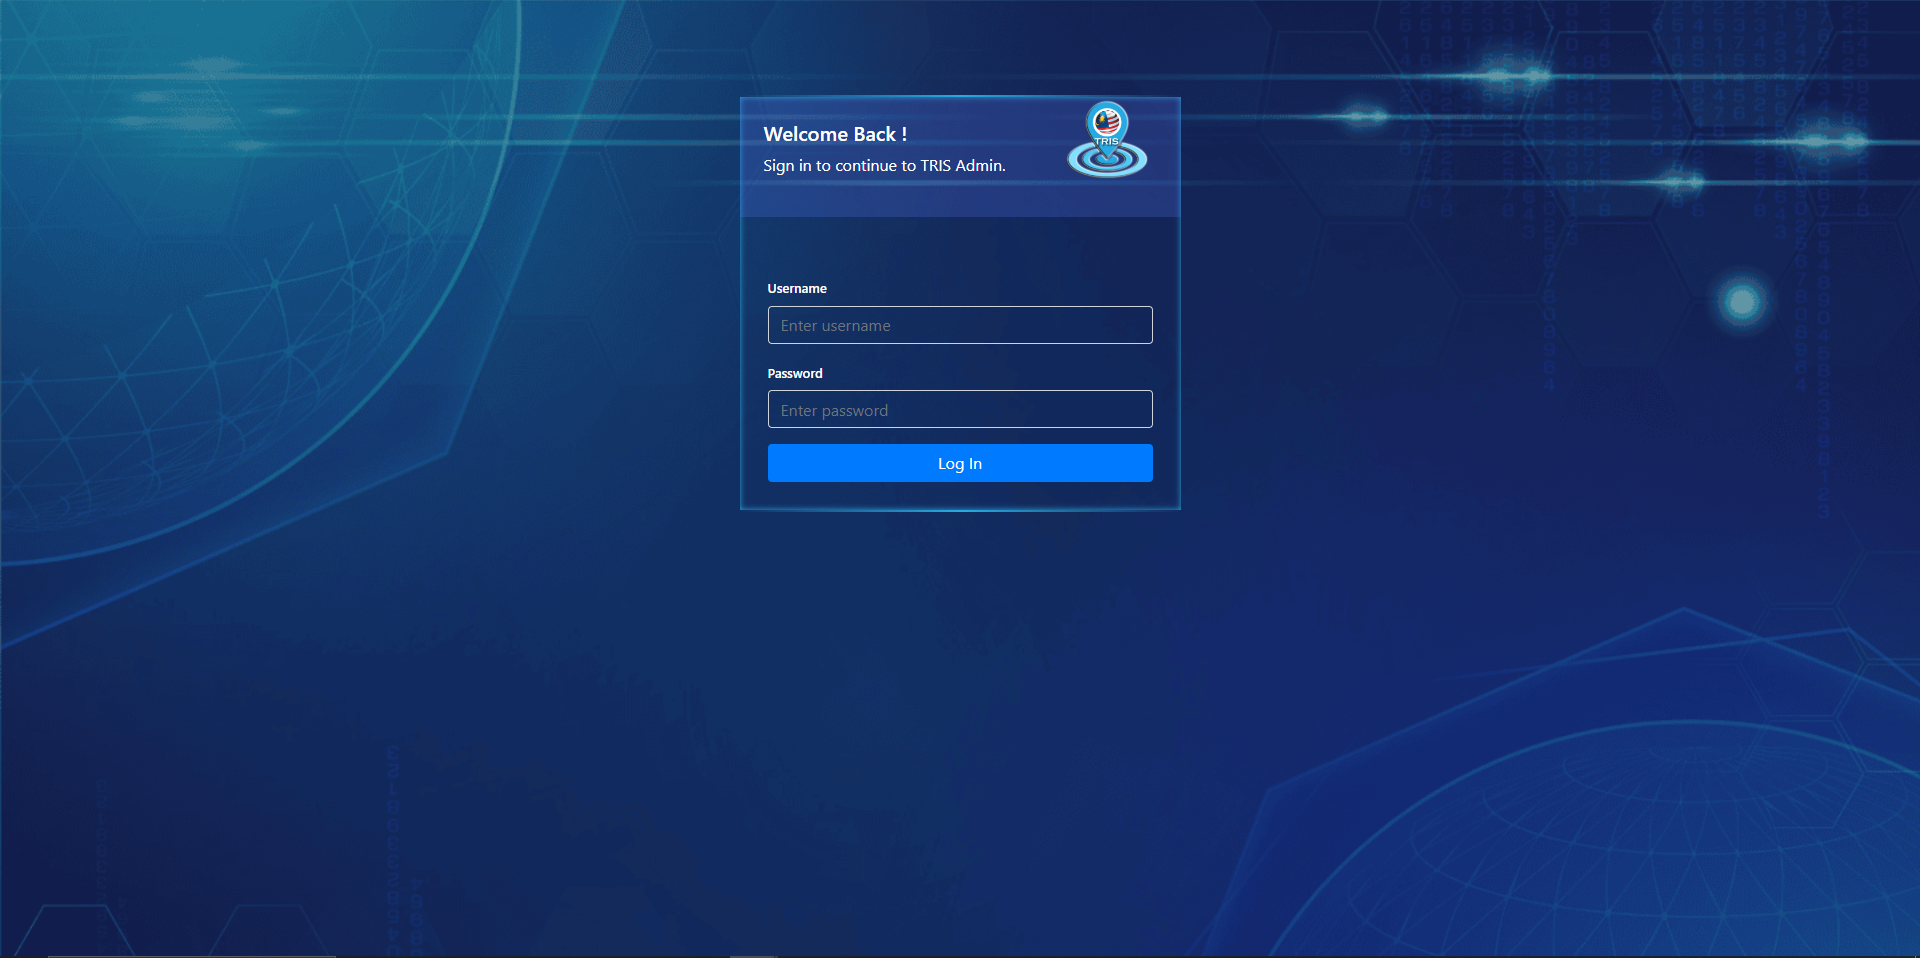 Welcome Back !
TRIS
Sign in to continue to TRIS Admin.
Username
Enter username
Password
Enter password
Log In